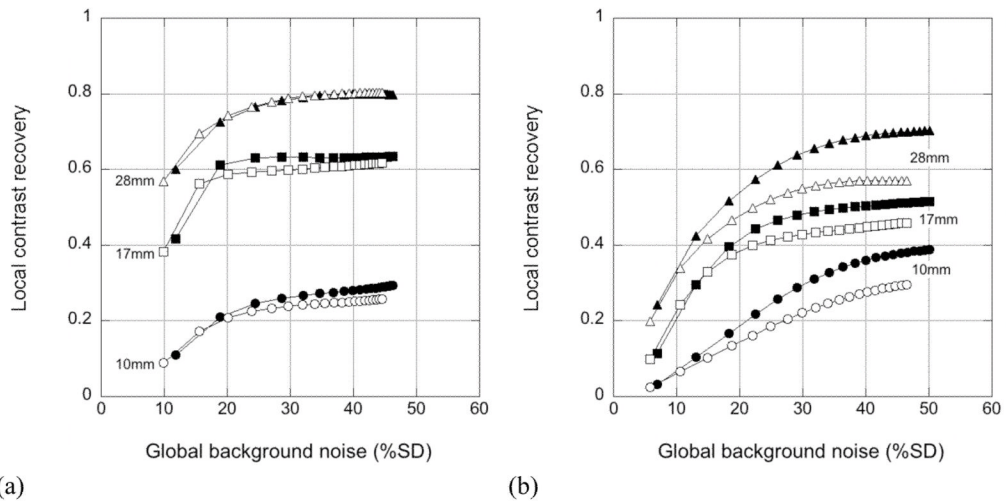 1
0.8
0.6
0.4
0.2
0
Local contrast recovery
28mm
17mm
10mm
0 10 20 30 40 50 60
Global background noise (%SD)
(a)
1
0.8
0.6
0.4
0.2
0
Local contrast recovery
28mm
17mm
10mm
0 10 20 30 40 50 60
Global background noise (%SD)
(b)